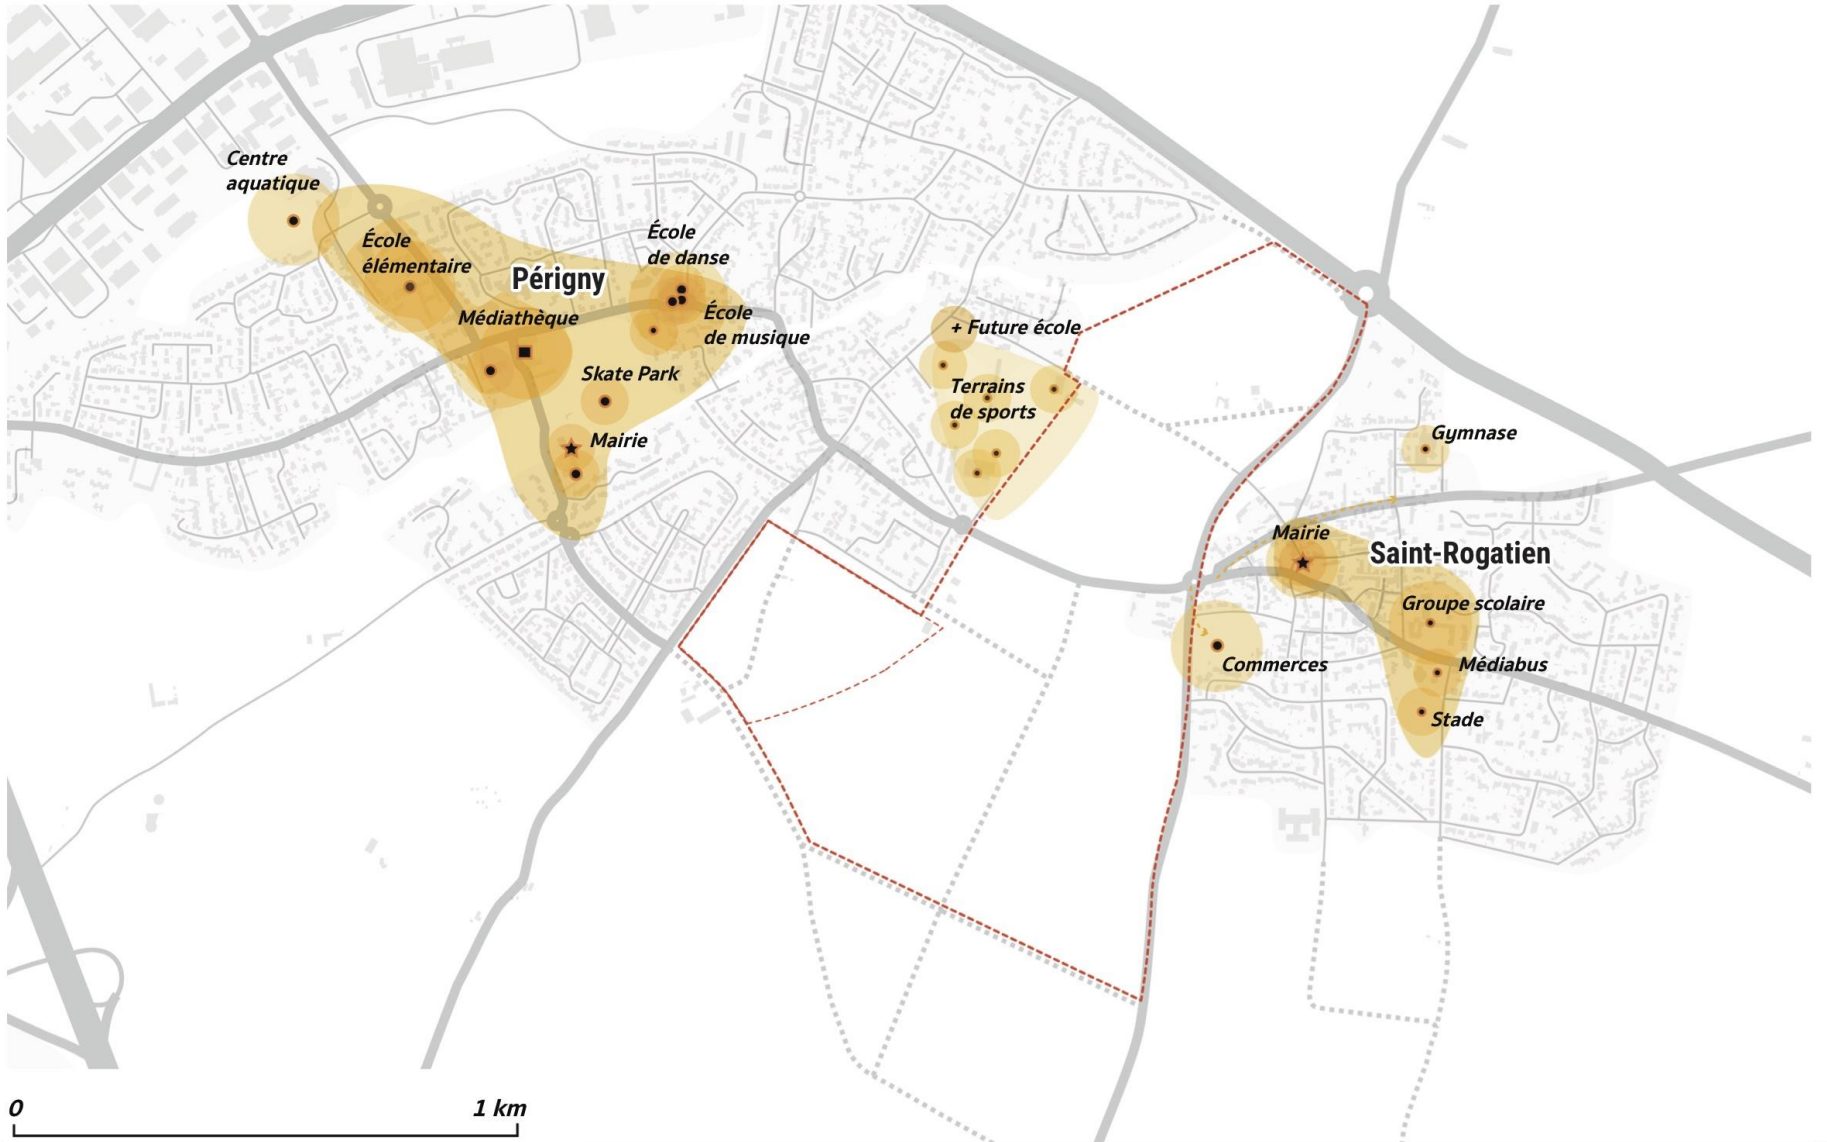 Centre
aquatique
École
élémentaire
Périgny
École
de danse
Médiathèque
École
de musique
Skate Park
Mairie
+ Future école
Terrains
de sports
Gymnase
Mairie
Saint-Rogatien
Groupe scolaire
Commerces
Médiabus
Stade
0
1 km